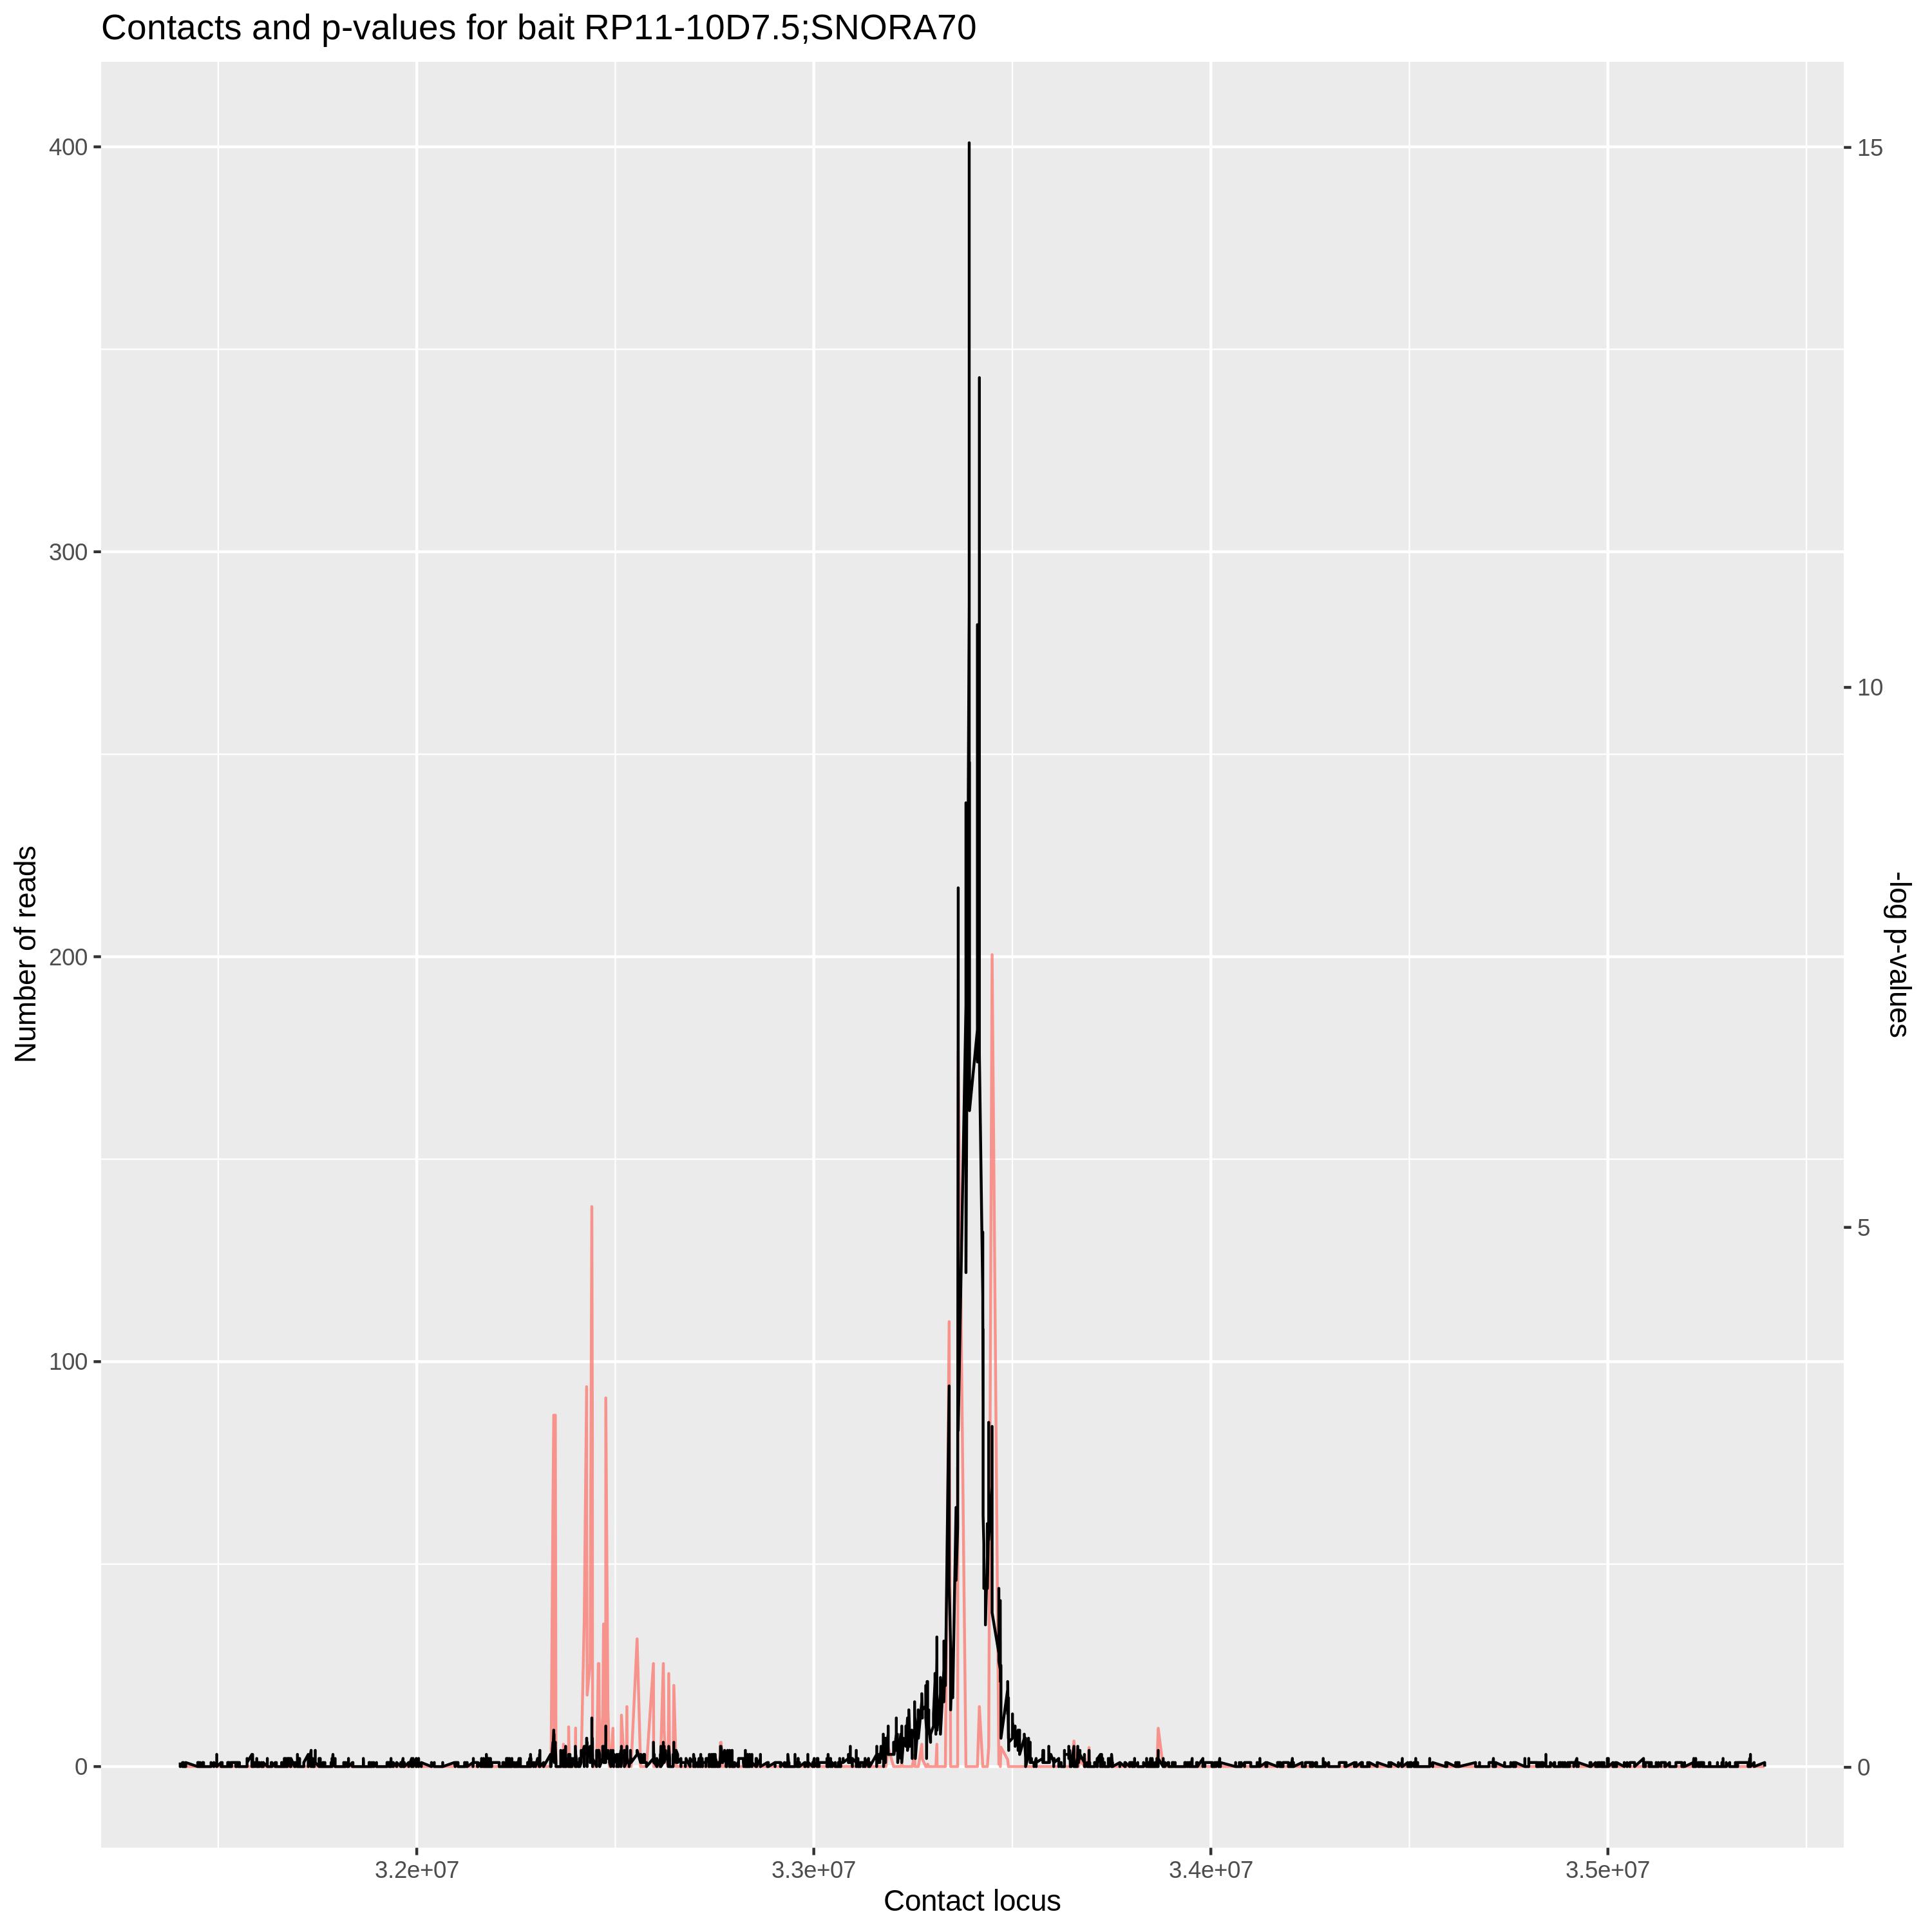 Contacts and p-values for bait RP11-10D7.5;SNORA70
400
300
200
100
0
Number of reads
15
10
5
0
-log p-values
3.2e+07
3.3e+07
3.4e+07
3.5e+07
Contact locus